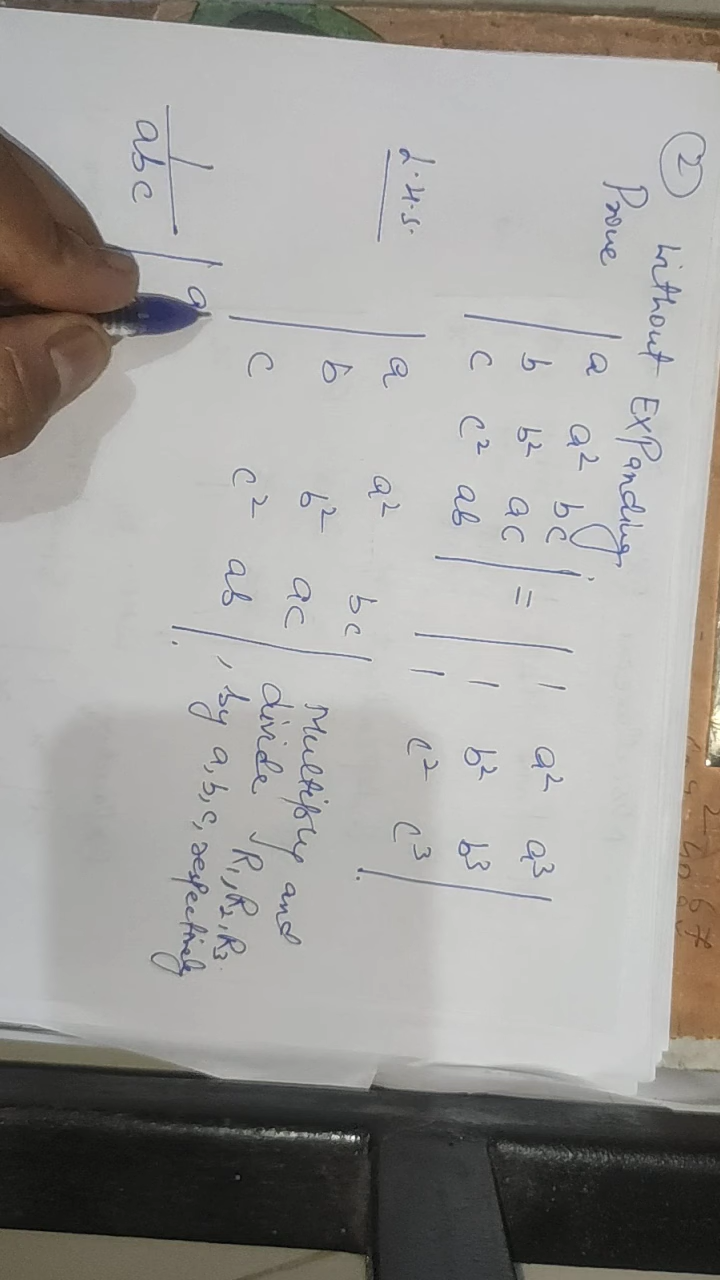 ② Without EXPanding,
Prove
| a a² bc | = | 1 a² a³ |
| b b² ac | | 1 b² b³ |
| c c² ab | | 1 c² c³ |.
L.H.S.
| a a² bc |
| b b² ac |
| c c² ab |, Multiply and
divide R₁, R₂, R₃
by a, b, c, respectively
1/abc | a